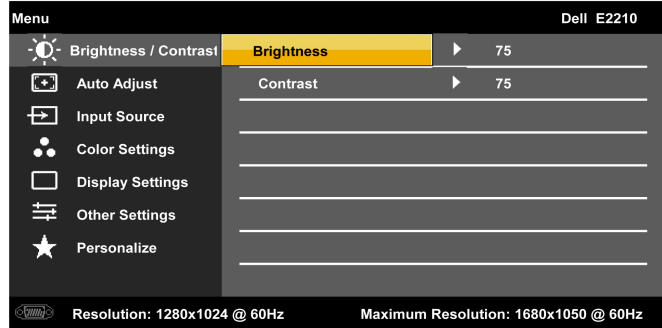 Menu Dell E2210
Brightness / Contrast Brightness 75
Auto Adjust Contrast 75
Input Source
Color Settings
Display Settings
Other Settings
Personalize
Resolution: 1280x1024 @ 60Hz Maximum Resolution: 1680x1050 @ 60Hz